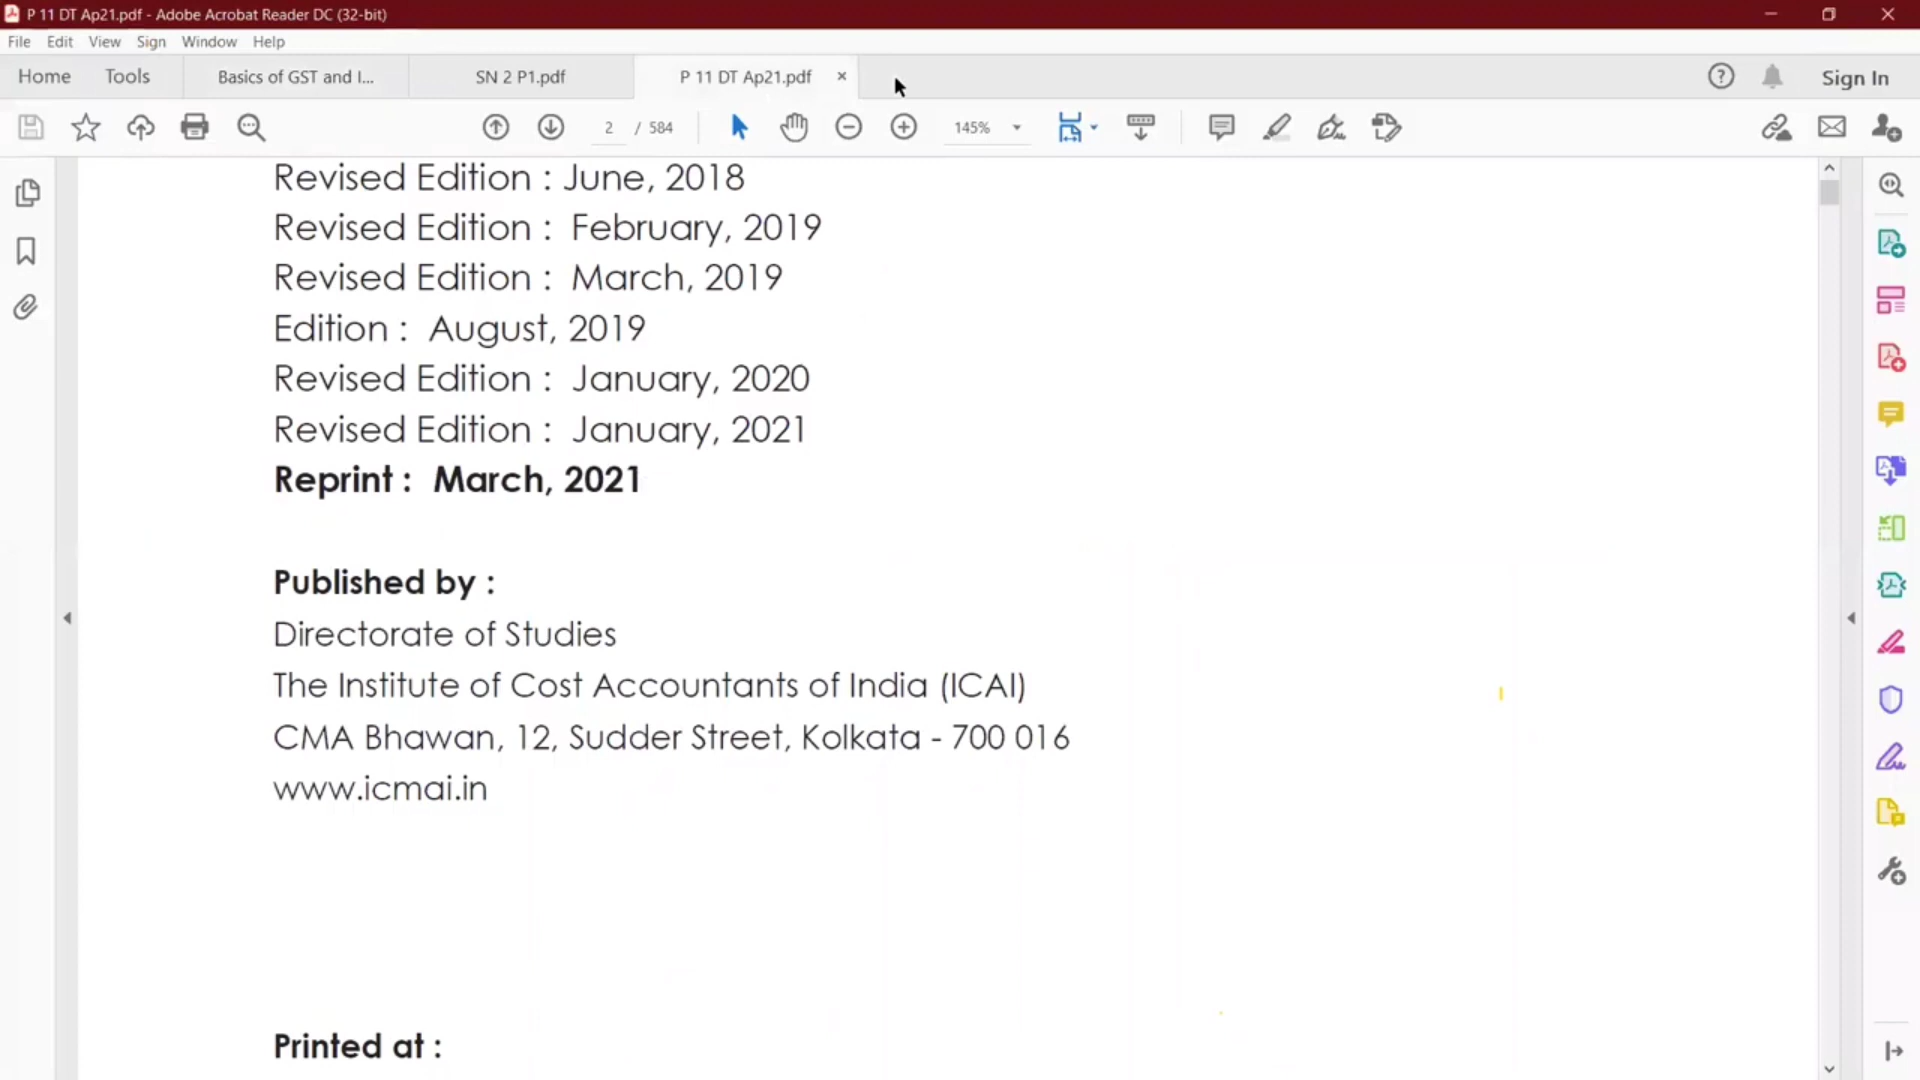 P 11 DT Ap21.pdf - Adobe Acrobat Reader DC (32-bit)
File Edit View Sign Window Help
Home Tools Basics of GST and I... SN 2 P1.pdf P 11 DT Ap21.pdf × Sign In
2 / 584 145%
Revised Edition : June, 2018
Revised Edition : February, 2019
Revised Edition : March, 2019
Edition : August, 2019
Revised Edition : January, 2020
Revised Edition : January, 2021
Reprint : March, 2021
Published by :
Directorate of Studies
The Institute of Cost Accountants of India (ICAI)
CMA Bhawan, 12, Sudder Street, Kolkata - 700 016
www.icmai.in
Printed at :